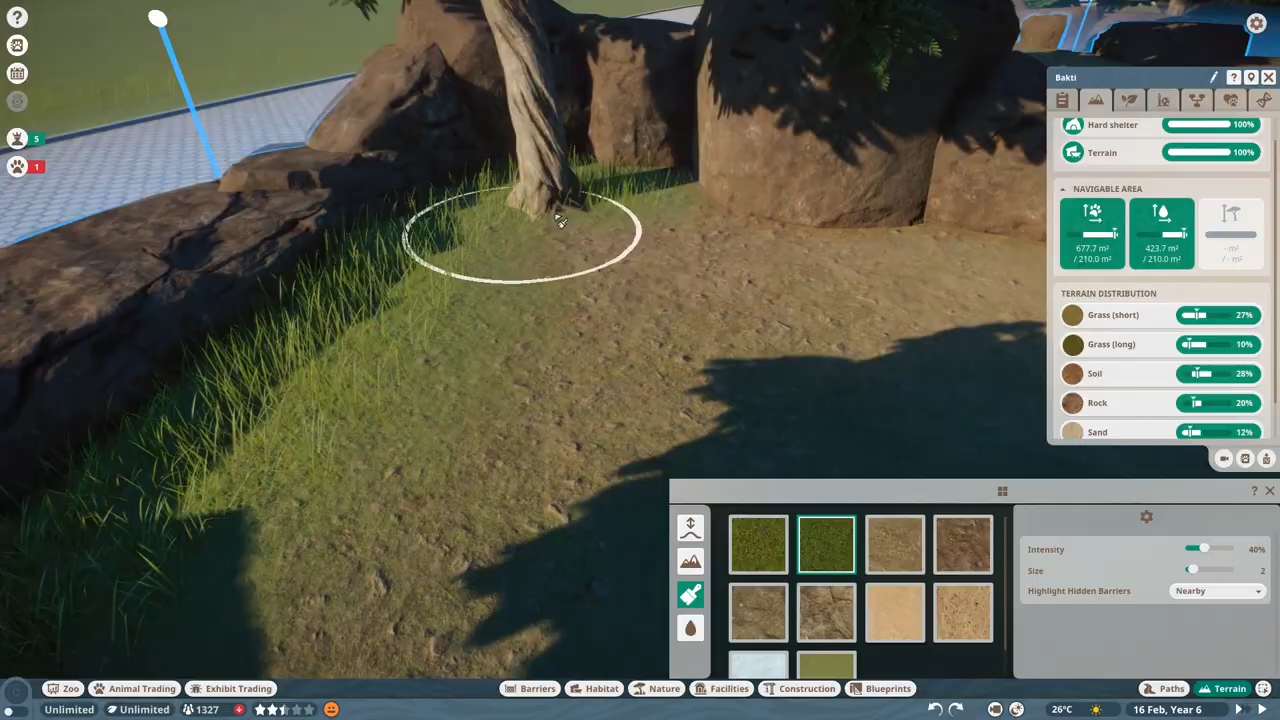 ?
5
1
Bakti
?
Hard shelter 100%
Terrain 100%
NAVIGABLE AREA
677.7 m² / 210.0 m²
423.7 m² / 210.0 m²
- m² / - m²
TERRAIN DISTRIBUTION
Grass (short) 27%
Grass (long) 10%
Soil 28%
Rock 20%
Sand 12%
?
Intensity 40%
Size 2
Highlight Hidden Barriers Nearby
Zoo Animal Trading Exhibit Trading Barriers Habitat Nature Facilities Construction Blueprints Paths Terrain
Unlimited Unlimited 1327 26°C 16 Feb, Year 6